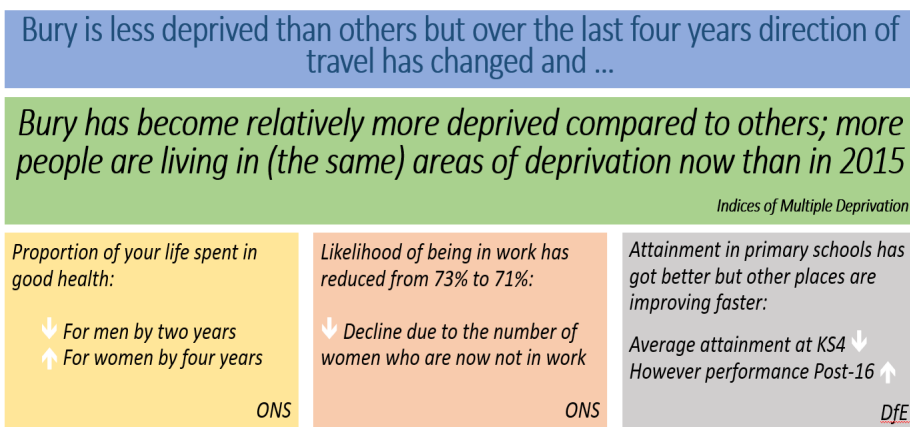 Bury is less deprived than others but over the last four years direction of
travel has changed and ...
Bury has become relatively more deprived compared to others; more
people are living in (the same) areas of deprivation now than in 2015
Indices of Multiple Deprivation
Proportion of your life spent in
good health:
For men by two years
For women by four years
ONS
Likelihood of being in work has
reduced from 73% to 71%:
Decline due to the number of
women who are now not in work
ONS
Attainment in primary schools has
got better but other places are
improving faster:
Average attainment at KS4
However performance Post-16
DfE